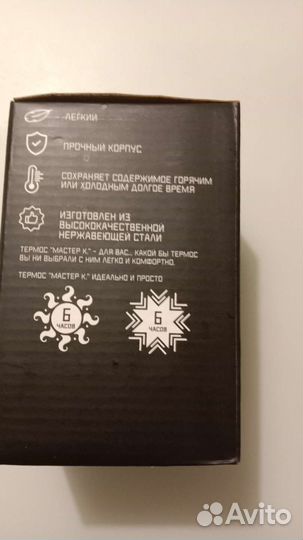 ЛЕГКИЙ
ПРОЧНЫЙ КОРПУС
СОХРАНЯЕТ СОДЕРЖИМОЕ ГОРЯЧИМ
ИЛИ ХОЛОДНЫМ ДОЛГОЕ ВРЕМЯ
ИЗГОТОВЛЕН ИЗ
ВЫСОКОКАЧЕСТВЕННОЙ
НЕРЖАВЕЮЩЕЙ СТАЛИ
ТЕРМОС "МАСТЕР К." - ДЛЯ ВАС... КАКОЙ БЫ ТЕРМОС
ВЫ НИ ВЫБРАЛИ С НИМ ЛЕГКО И КОМФОРТНО.
ТЕРМОС "МАСТЕР К." ИДЕАЛЬНО И ПРОСТО
6
ЧАСОВ
6
ЧАСОВ
Avito